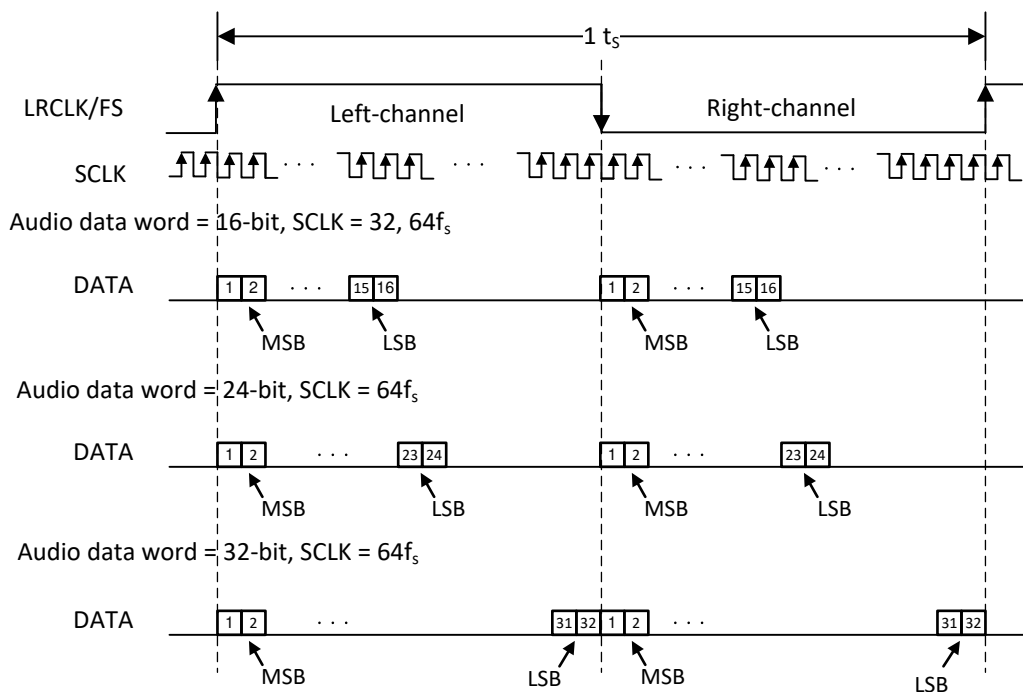 1 tS
LRCLK/FS
Left-channel
Right-channel
SCLK
· · ·
· · ·
· · ·
· · ·
Audio data word = 16-bit, SCLK = 32, 64fs
DATA
1 2 · · · 15 16 1 2 · · · 15 16
MSB LSB MSB LSB
Audio data word = 24-bit, SCLK = 64fs
DATA
1 2 · · · 23 24 1 2 · · · 23 24
MSB LSB MSB LSB
Audio data word = 32-bit, SCLK = 64fs
DATA
1 2 · · · 31 32 1 2 · · · 31 32
MSB LSB MSB LSB